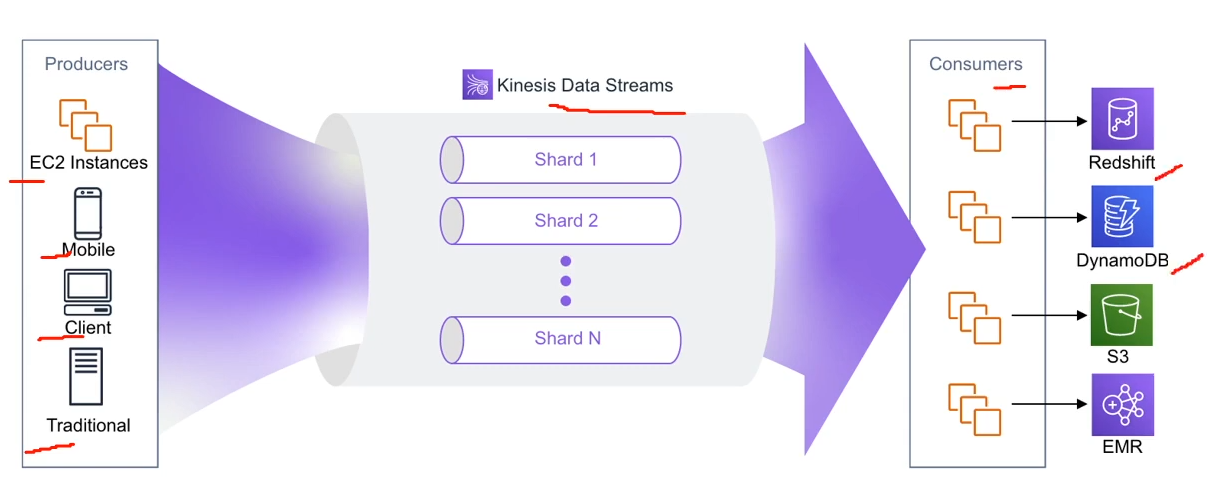 Producers
EC2 Instances
Mobile
Client
Traditional
Kinesis Data Streams
Shard 1
Shard 2
Shard N
Consumers
Redshift
DynamoDB
S3
EMR